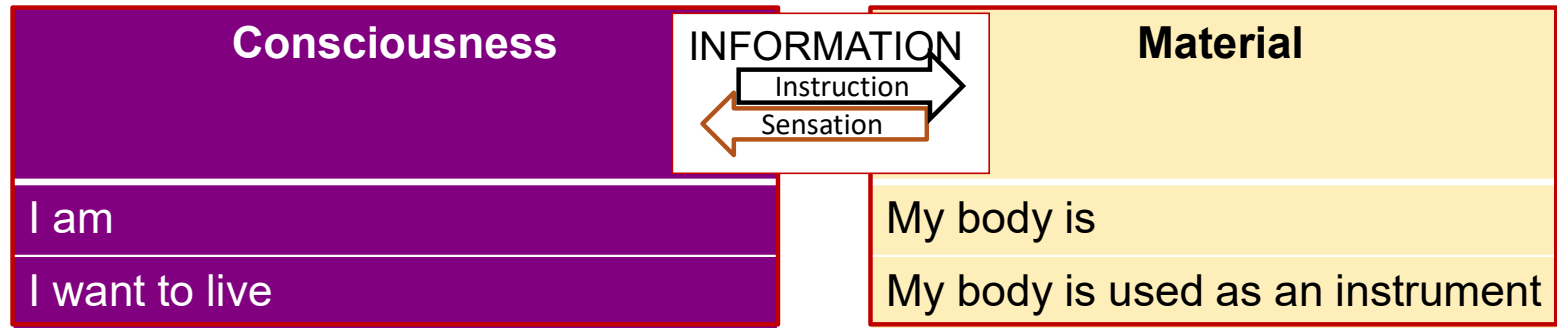 Consciousness
INFORMATION
Instruction
Sensation
Material
I am
My body is
I want to live
My body is used as an instrument